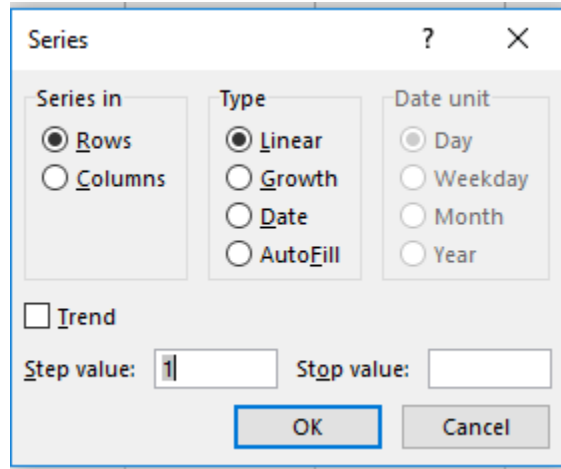 Series ? ×
Series in Type Date unit
Rows Linear Day
Columns Growth Weekday
Date Month
AutoFill Year
Trend
Step value: 1 Stop value:
OK Cancel